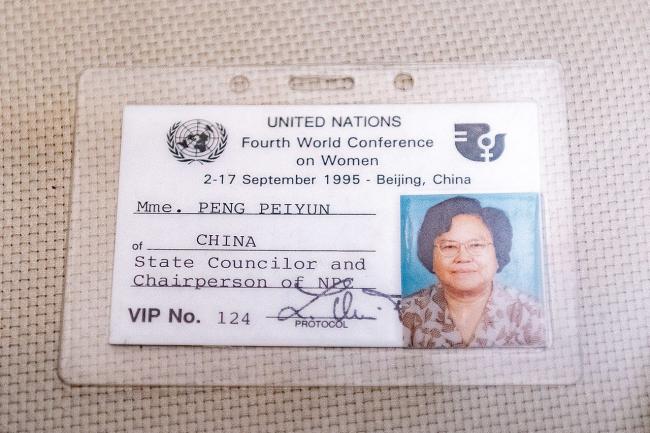 UNITED NATIONS
Fourth World Conference
on Women
2-17 September 1995 - Beijing, China
Mme. PENG PEIYUN
of CHINA
State Councilor and
Chairperson of NPC
VIP No. 124
PROTOCOL